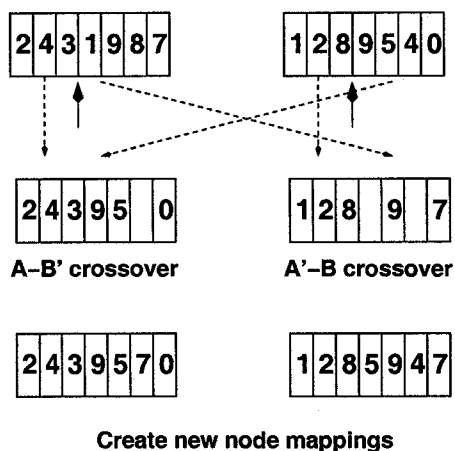 2 4 3 1 9 8 7
1 2 8 9 5 4 0
2 4 3 9 5 0
1 2 8 9 7
A–B' crossover
A'–B crossover
2 4 3 9 5 7 0
1 2 8 5 9 4 7
Create new node mappings